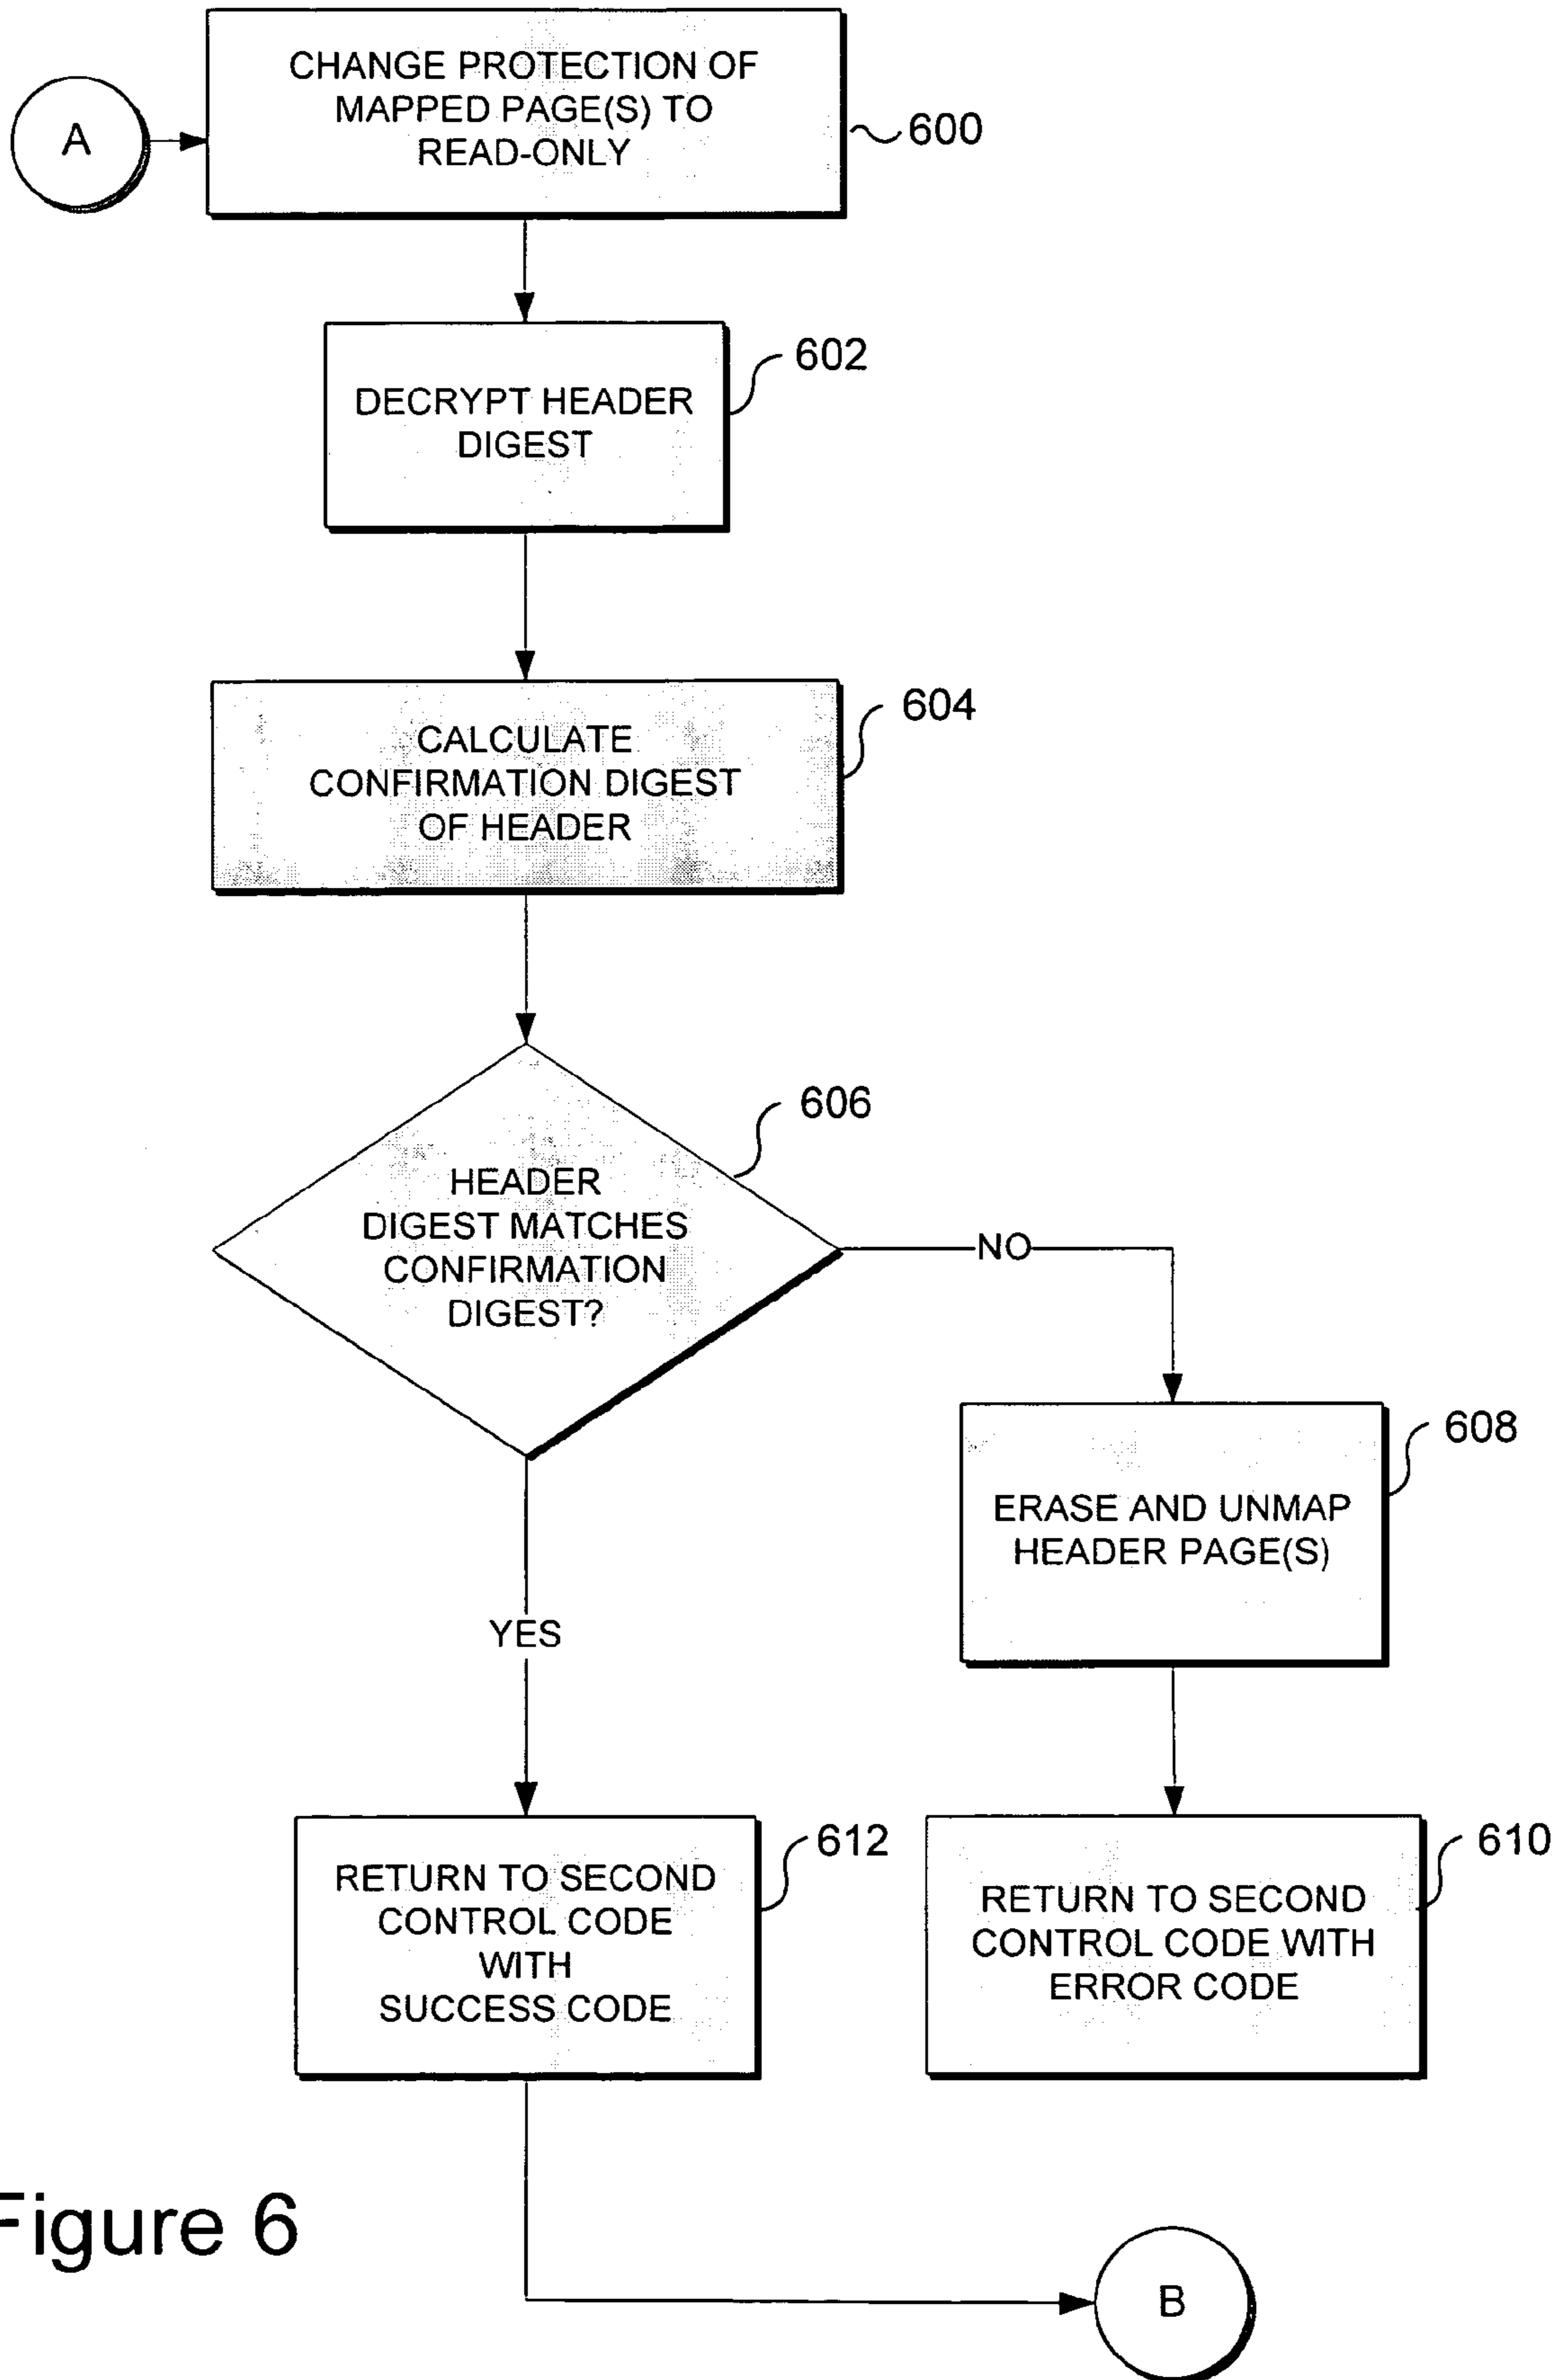 CHANGE PROTECTION OF
MAPPED PAGE(S) TO
READ-ONLY
A
600
602
DECRYPT HEADER
DIGEST
604
CALCULATE
CONFIRMATION DIGEST
OF HEADER
606
HEADER
DIGEST MATCHES
CONFIRMATION
DIGEST?
NO
608
ERASE AND UNMAP
HEADER PAGE(S)
YES
612
RETURN TO SECOND
CONTROL CODE
WITH
SUCCESS CODE
610
RETURN TO SECOND
CONTROL CODE WITH
ERROR CODE
Figure 6
B